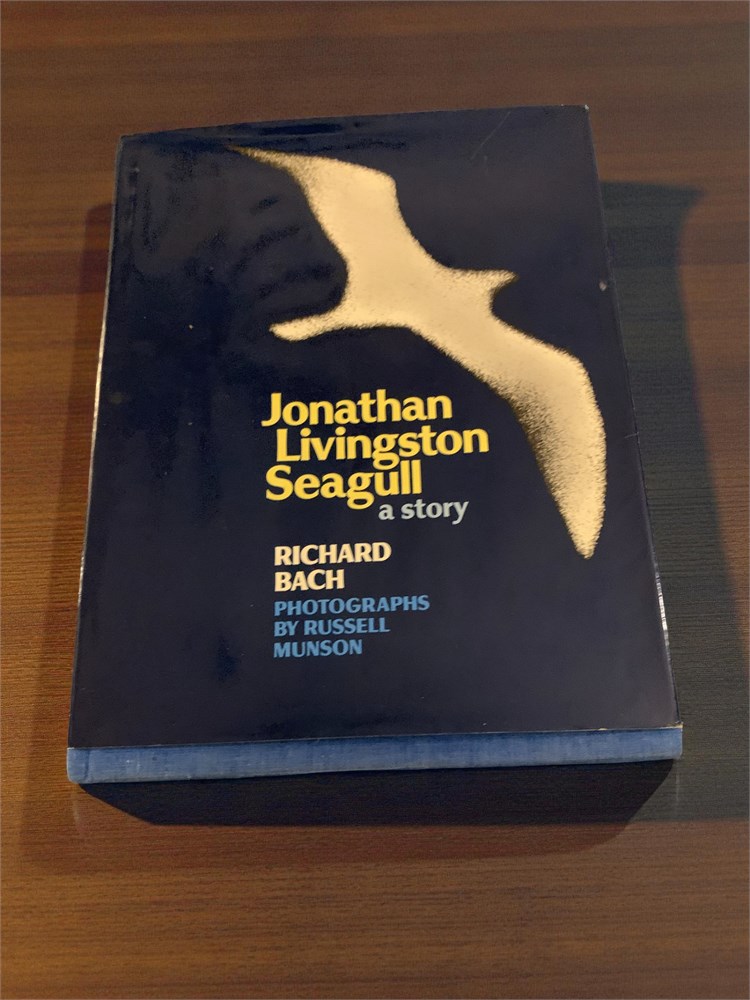 Jonathan
Livingston
Seagull
a story
RICHARD
BACH
PHOTOGRAPHS
BY RUSSELL
MUNSON